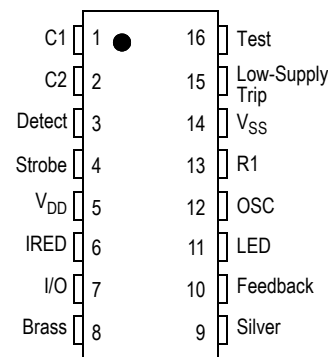 C1 1 16 Test
C2 2 15 Low-Supply
Trip
Detect 3 14 VSS
Strobe 4 13 R1
VDD 5 12 OSC
IRED 6 11 LED
I/O 7 10 Feedback
Brass 8 9 Silver